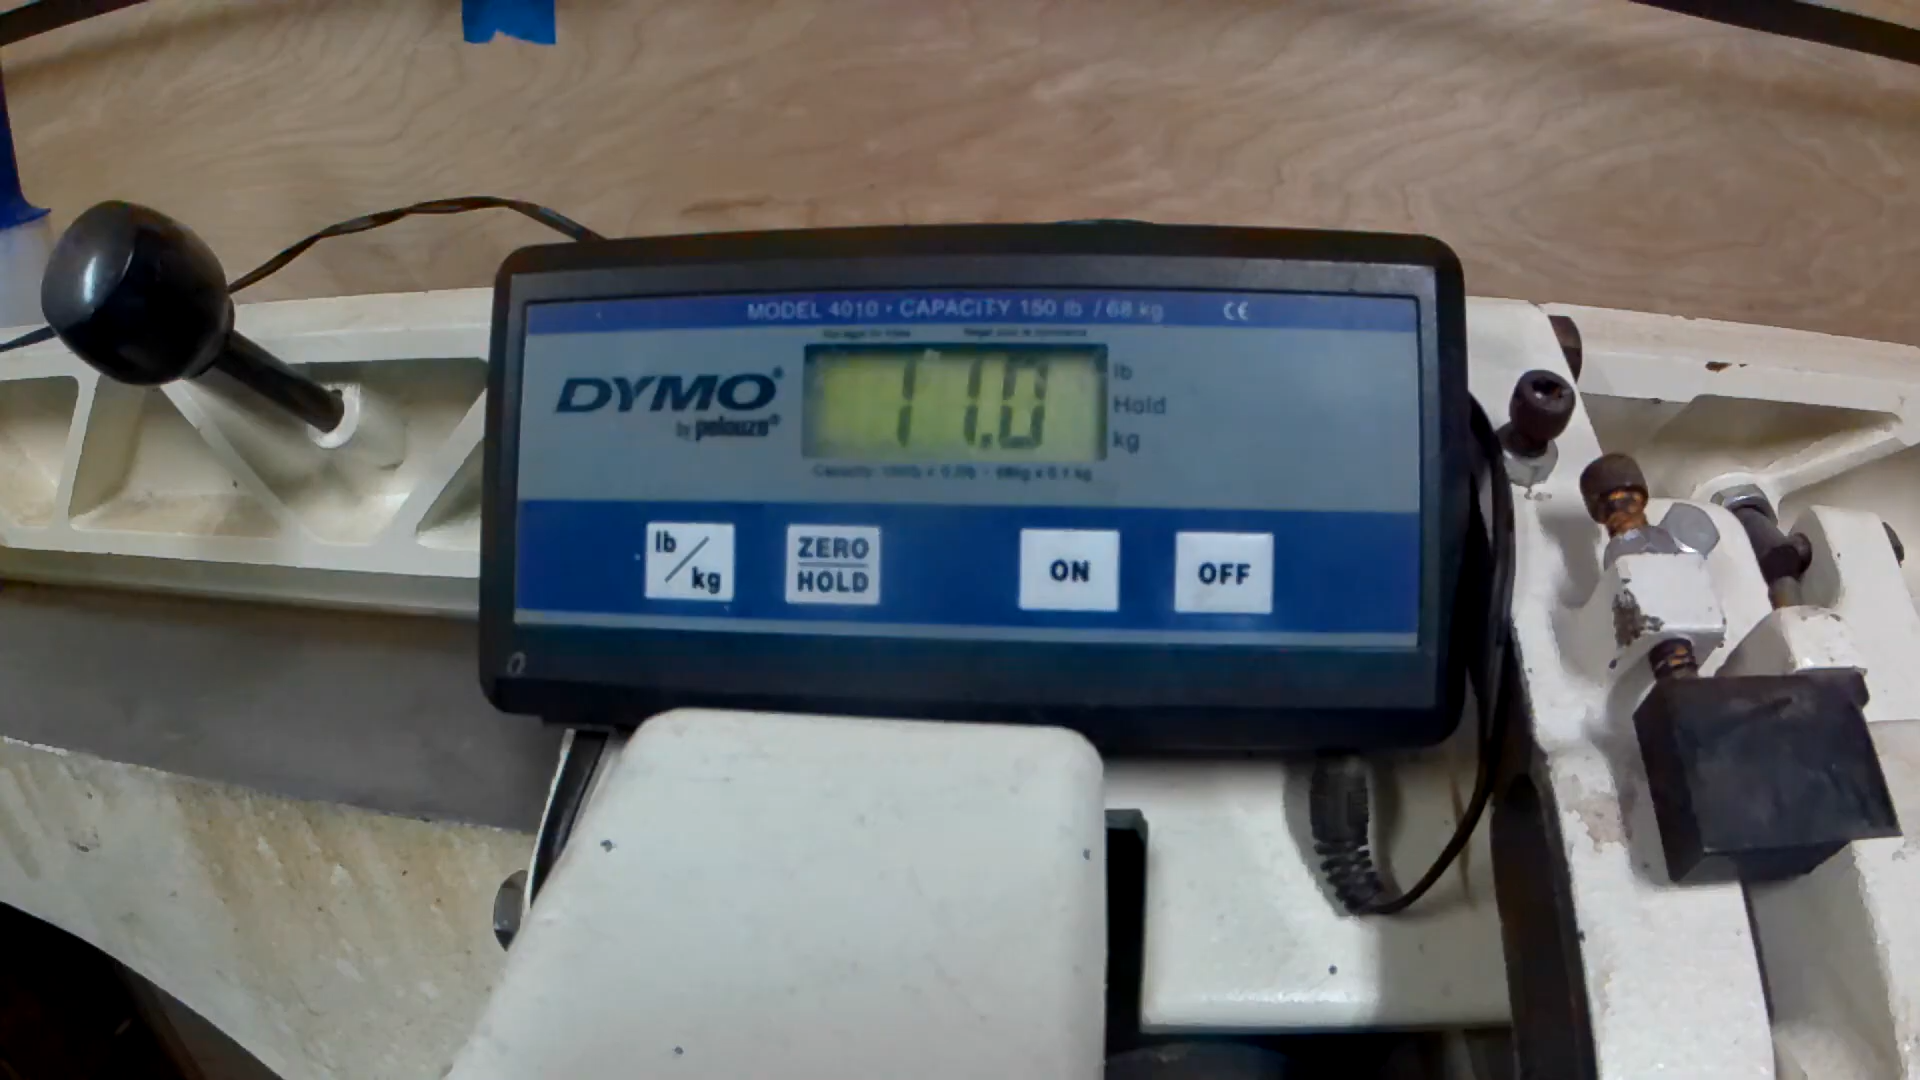 MODEL 4010 • CAPACITY 150 lb / 68 kg CE
DYMO®
by pelouze®
11.0
lb
Hold
kg
lb/kg
ZERO
HOLD
ON
OFF